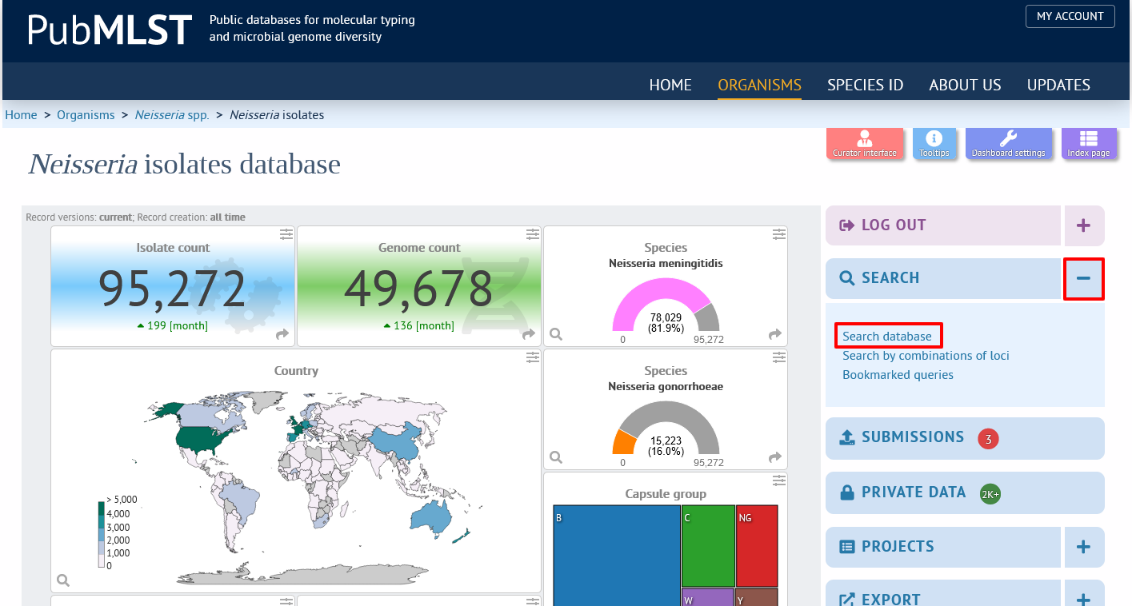 PubMLST
Public databases for molecular typing
and microbial genome diversity
MY ACCOUNT
HOME
ORGANISMS
SPECIES ID
ABOUT US
UPDATES
Home > Organisms > Neisseria spp. > Neisseria isolates
Curator interface
Tooltips
Dashboard settings
Index page
Neisseria isolates database
Record versions: current; Record creation: all time
Isolate count
95,272
199 [month]
Genome count
49,678
136 [month]
Species
Neisseria meningitidis
78,029
(81.9%)
0
95,272
Country
> 5,000
4,000
3,000
2,000
1,000
0
Species
Neisseria gonorrhoeae
15,223
(16.0%)
0
95,272
Capsule group
B
C
NG
W
Y
LOG OUT
SEARCH
Search database
Search by combinations of loci
Bookmarked queries
SUBMISSIONS
3
PRIVATE DATA
2K+
PROJECTS
EXPORT